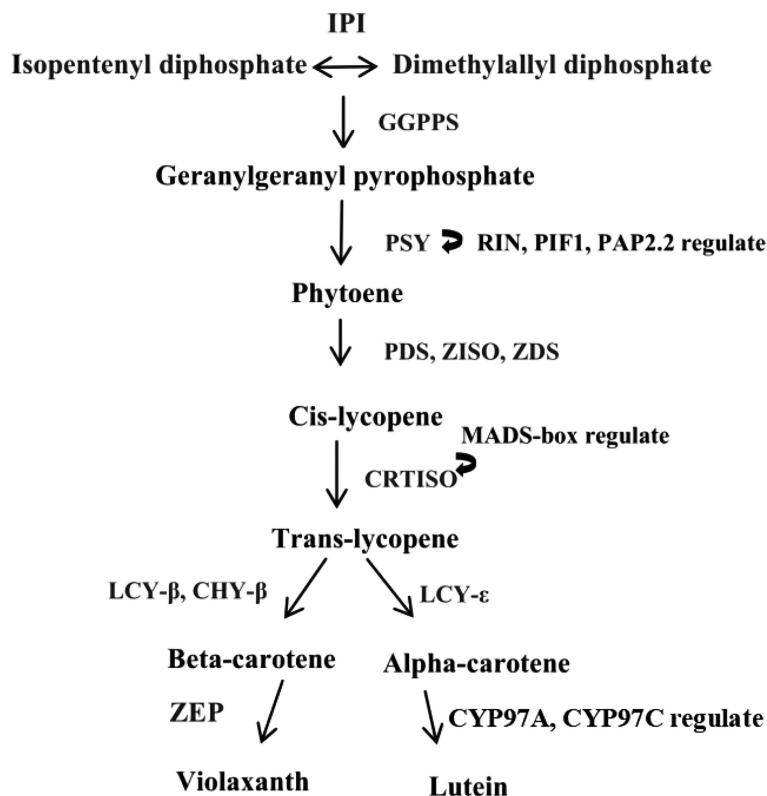 IPI
Isopentenyl diphosphate Dimethylallyl diphosphate
GGPPS
Geranylgeranyl pyrophosphate
PSY RIN, PIF1, PAP2.2 regulate
Phytoene
PDS, ZISO, ZDS
Cis-lycopene
MADS-box regulate
CRTISO
Trans-lycopene
LCY-β, CHY-β LCY-ε
Beta-carotene Alpha-carotene
ZEP CYP97A, CYP97C regulate
Violaxanth Lutein